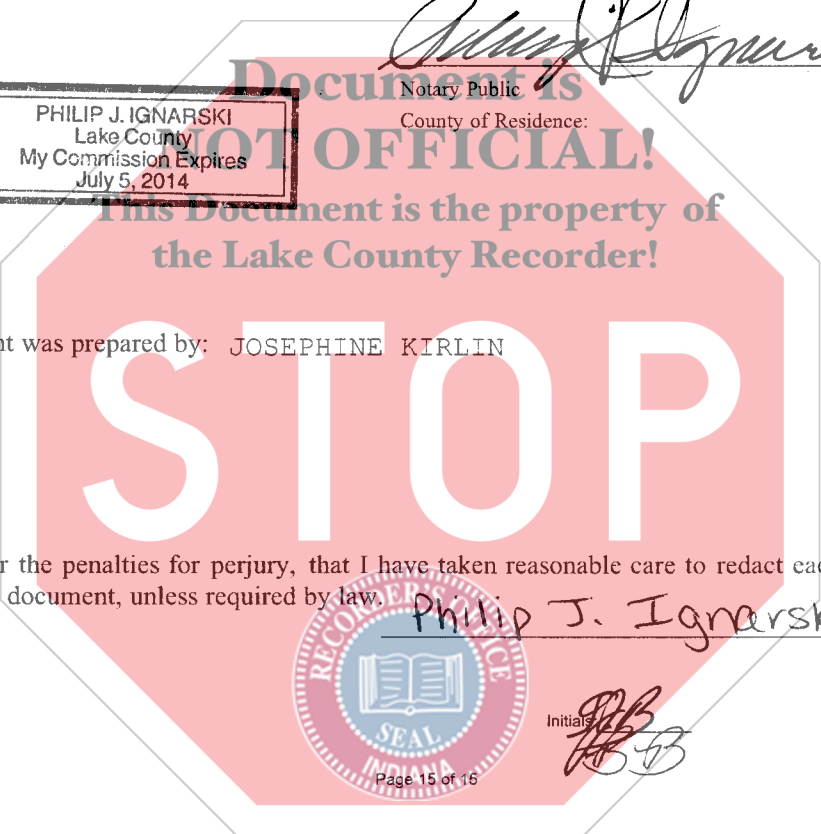 Document is
Notary Public
PHILIP J. IGNARSKI
Lake County
My Commission Expires
July 5, 2014
County of Residence:
NOT OFFICIAL!
This Document is the property of
the Lake County Recorder!
nt was prepared by: JOSEPHINE KIRLIN
STOP
r the penalties for perjury, that I have taken reasonable care to redact eac
document, unless required by law.
Philip J. Ignarsk
RECORDER'S OFFICE
SEAL
INDIANA
Initials
Page 15 of 15